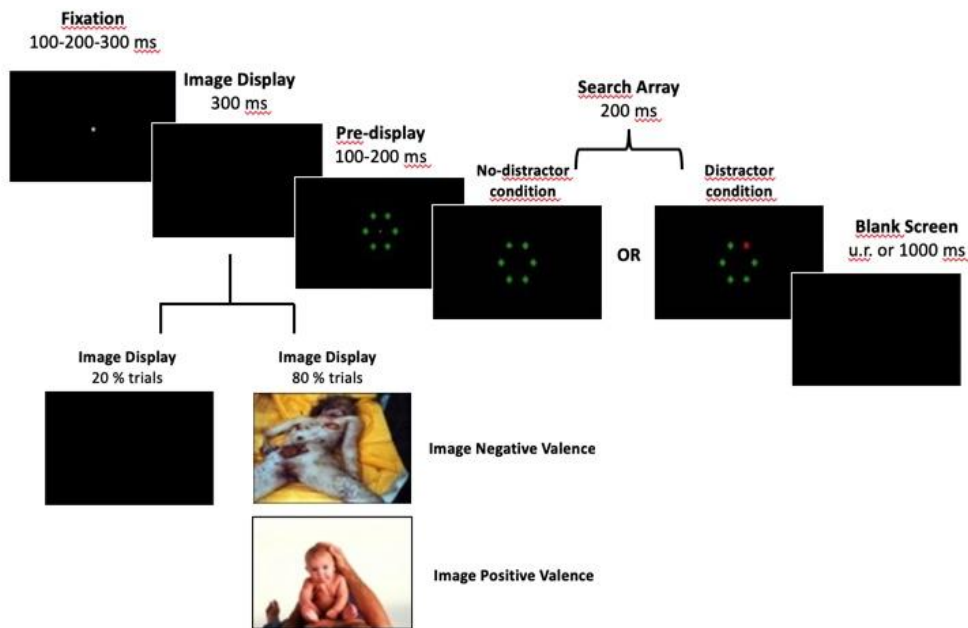 Fixation
100-200-300 ms
Image Display
300 ms
Pre-display
100-200 ms
Search Array
200 ms
No-distractor
condition
OR
Distractor
condition
Blank Screen
u.r. or 1000 ms
Image Display
20 % trials
Image Display
80 % trials
Image Negative Valence
Image Positive Valence